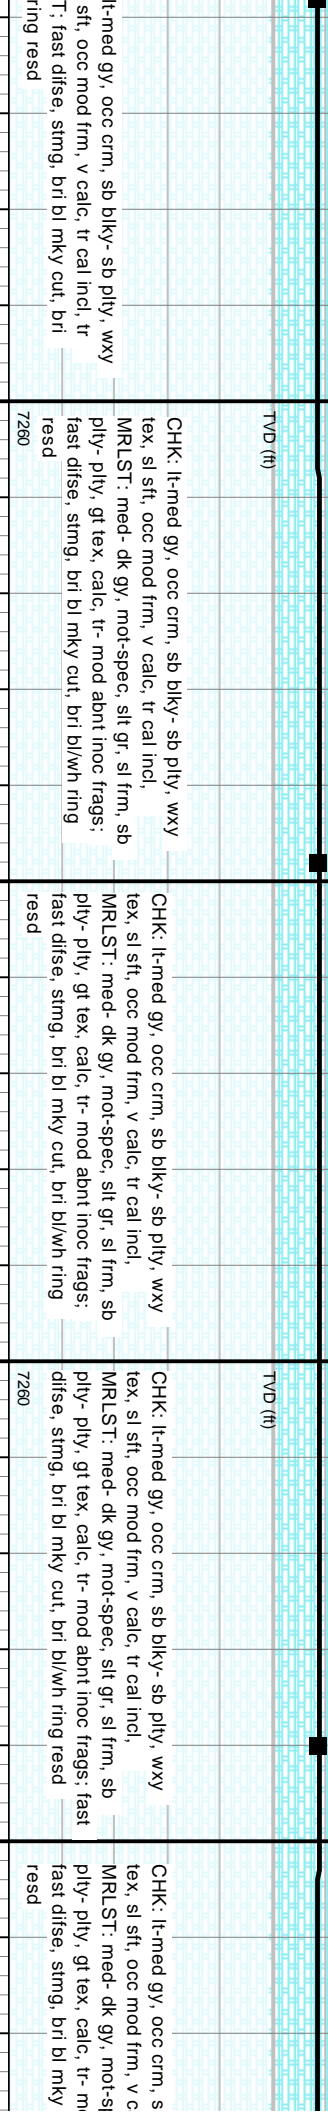 lt-med gy, occ crm, sb blky- sb plty, wxy
sft, occ mod frm, v calc, tr cal incl, tr
T; fast difse, stmg, bri bl mky cut, bri
ring resd
TVD (ft)
CHK: lt-med gy, occ crm, sb blky- sb plty, wxy
tex, sl sft, occ mod frm, v calc, tr cal incl,
MRLST: med- dk gy, mot-spec, slt gr, sl frm, sb
plty- plty, gt tex, calc, tr- mod abnt inoc frags;
fast difse, stmg, bri bl mky cut, bri bl/wh ring
resd
7260
CHK: lt-med gy, occ crm, sb blky- sb plty, wxy
tex, sl sft, occ mod frm, v calc, tr cal incl,
MRLST: med- dk gy, mot-spec, slt gr, sl frm, sb
plty- plty, gt tex, calc, tr- mod abnt inoc frags;
fast difse, stmg, bri bl mky cut, bri bl/wh ring
resd
TVD (ft)
CHK: lt-med gy, occ crm, sb blky- sb plty, wxy
tex, sl sft, occ mod frm, v calc, tr cal incl,
MRLST: med- dk gy, mot-spec, slt gr, sl frm, sb
plty- plty, gt tex, calc, tr- mod abnt inoc frags; fast
difse, stmg, bri bl mky cut, bri bl/wh ring resd
7260
CHK: lt-med gy, occ crm, s
tex, sl sft, occ mod frm, v c
MRLST: med- dk gy, mot-sp
plty- plty, gt tex, calc, tr- m
fast difse, stmg, bri bl mky
resd